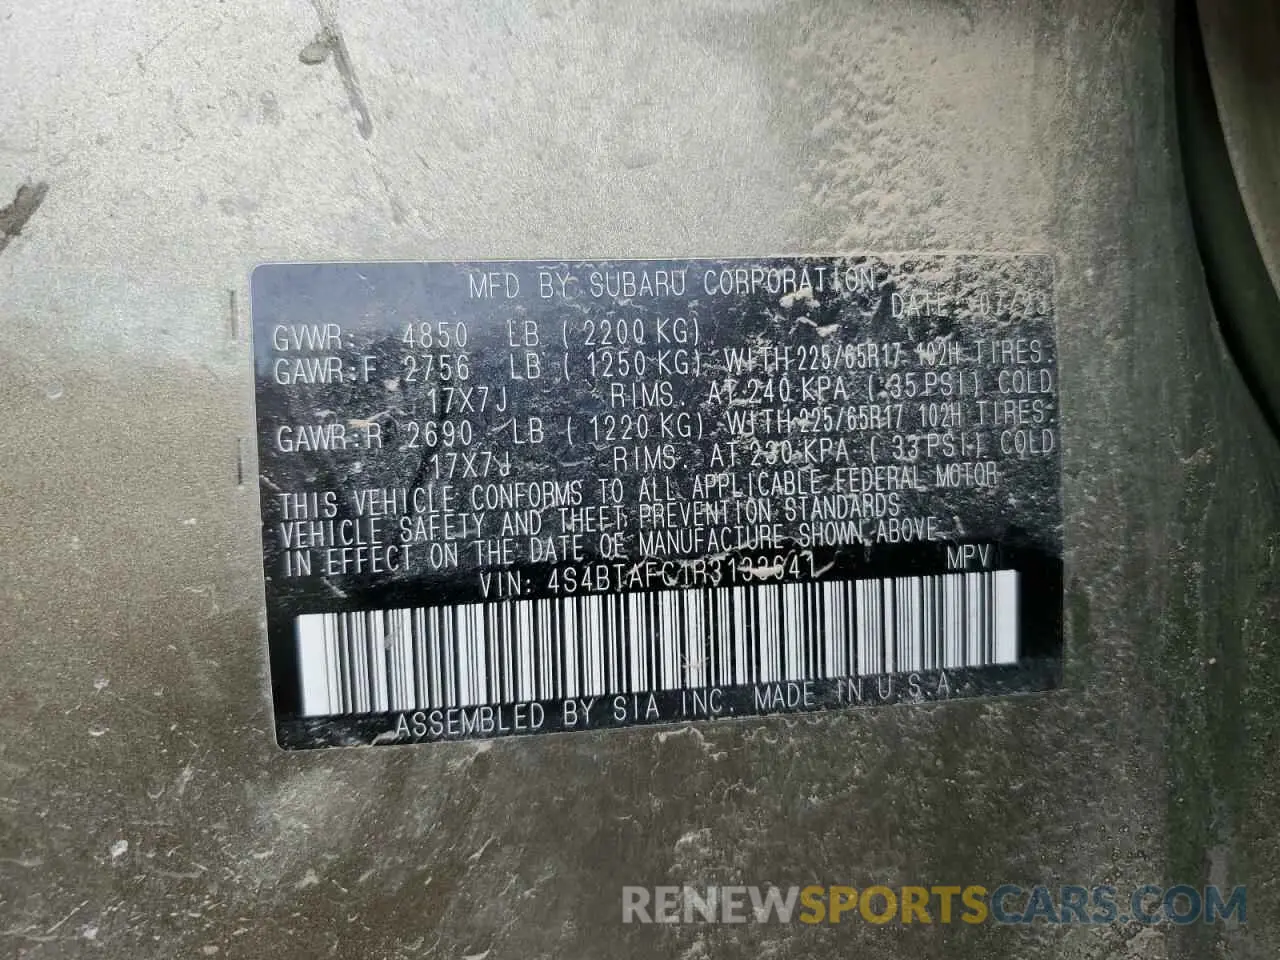 MFD BY SUBARU CORPORATION
DATE
GVWR: 4850 LB (2200 KG)
GAWR:F 2756 LB (1250 KG) WITH 225/65R17 102H TIRES.
17X7J RIMS. AT 240 KPA (35 PSI) COLD
GAWR:R 2690 LB (1220 KG) WITH 225/65R17 102H TIRES.
17X7J RIMS. AT 230 KPA (33 PSI) COLD
THIS VEHICLE CONFORMS TO ALL APPLICABLE FEDERAL MOTOR
VEHICLE SAFETY AND THEFT PREVENTION STANDARDS
IN EFFECT ON THE DATE OF MANUFACTURE SHOWN ABOVE.
VIN: 4S4BTAFC1R3133641 MPV
ASSEMBLED BY SIA INC. MADE IN U.S.A.
RENEWSPORTSCARS.COM